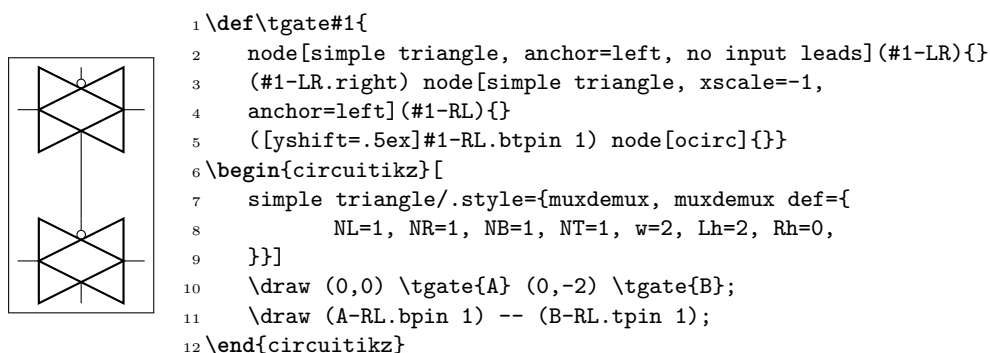 1 \def\tgate#1{
2     node[simple triangle, anchor=left, no input leads](#1-LR){}
3     (#1-LR.right) node[simple triangle, xscale=-1,
4     anchor=left](#1-RL){}
5     ([yshift=.5ex]#1-RL.btpin 1) node[ocirc]{}}
6 \begin{circuitikz}[
7     simple triangle/.style={muxdemux, muxdemux def={
8             NL=1, NR=1, NB=1, NT=1, w=2, Lh=2, Rh=0,
9     }}]
10     \draw (0,0) \tgate{A} (0,-2) \tgate{B};
11     \draw (A-RL.bpin 1) -- (B-RL.tpin 1);
12 \end{circuitikz}